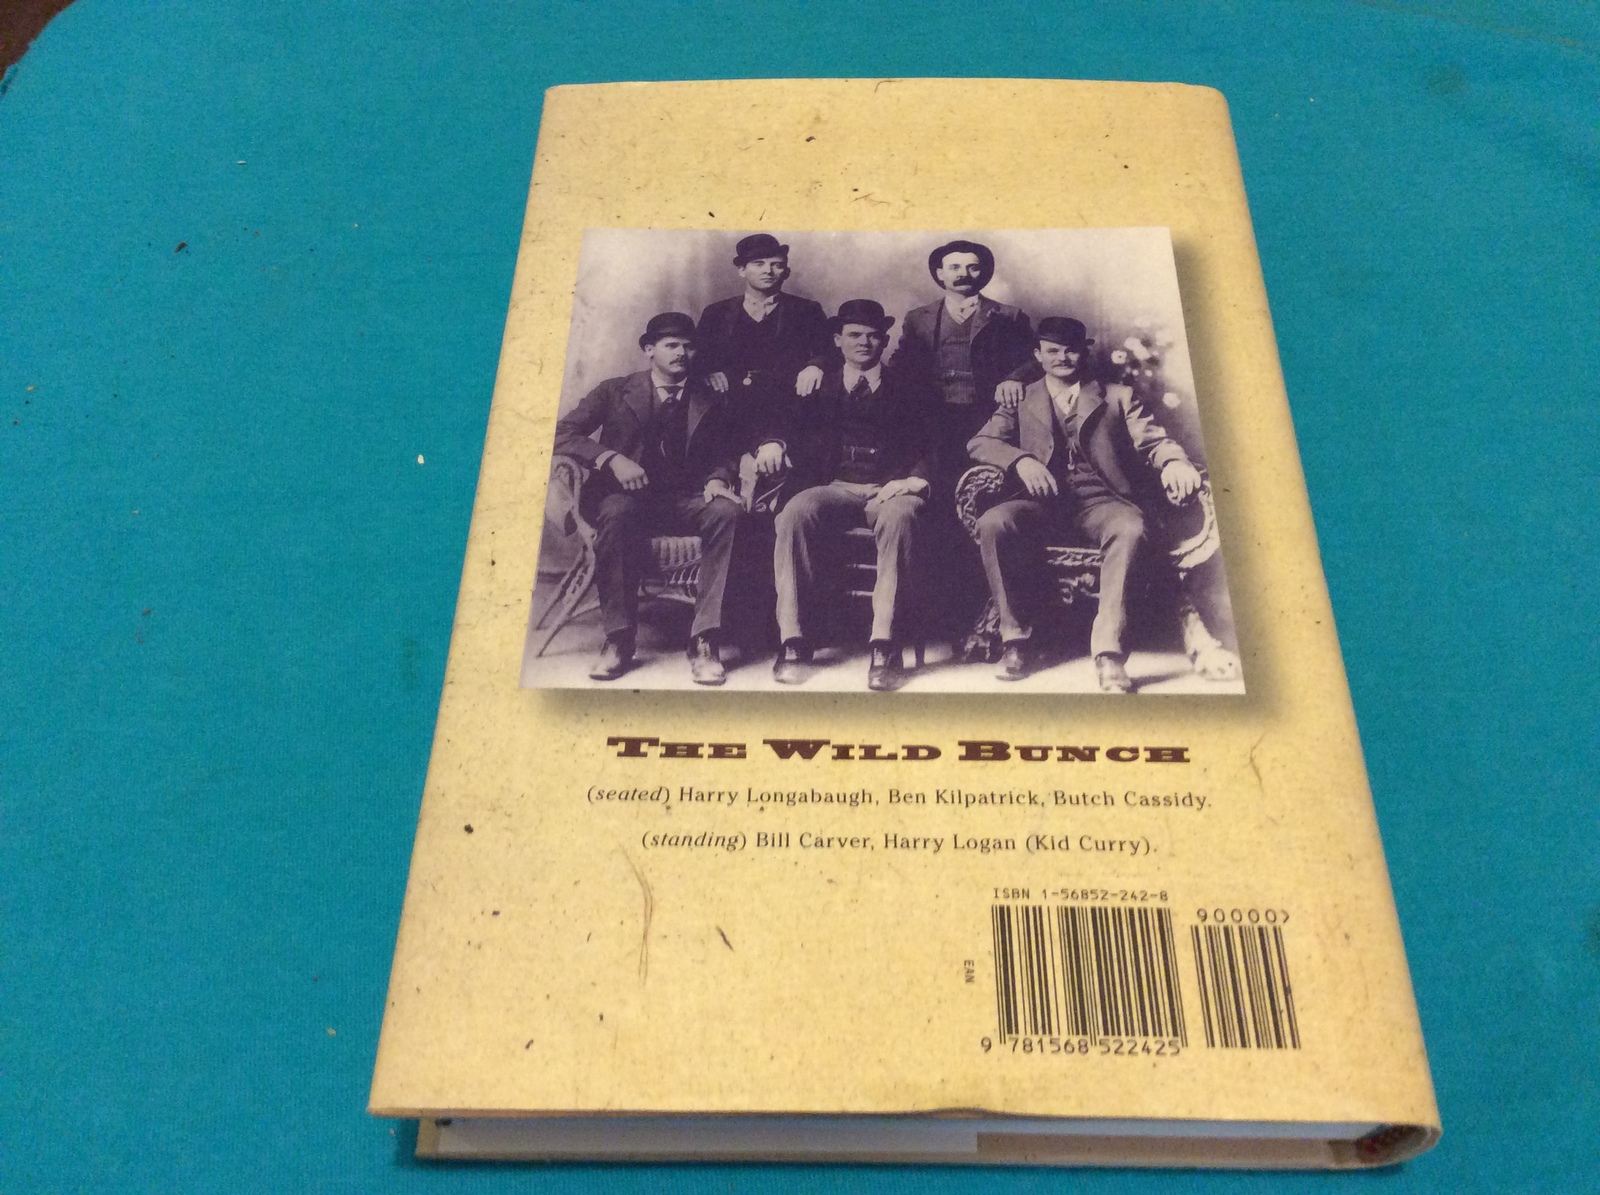 THE WILD BUNCH
(seated) Harry Longabaugh, Ben Kilpatrick, Butch Cassidy.
(standing) Bill Carver, Harry Logan (Kid Curry).
ISBN 1-56852-242-8
90000>
EAN
9 781568 522425